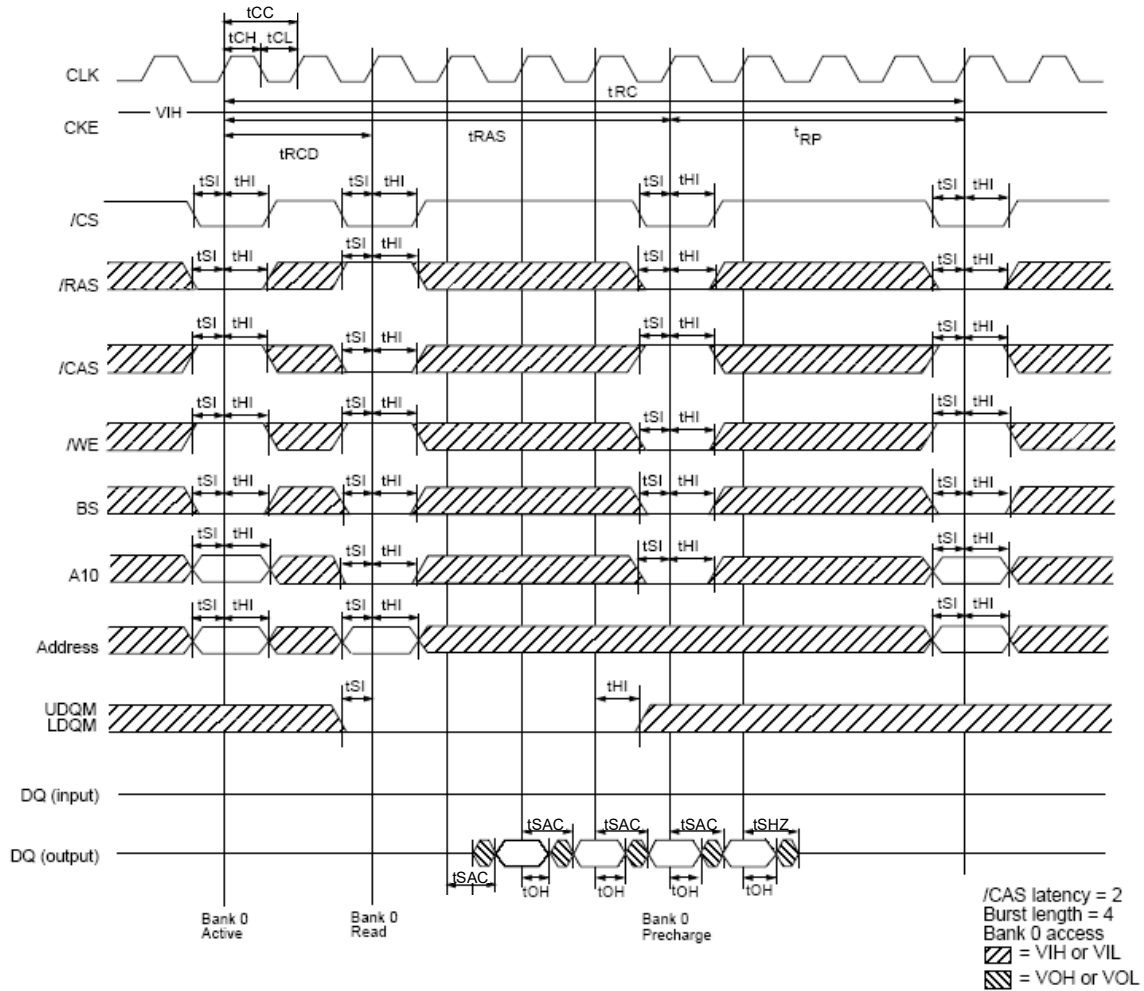 tCC
tCH tCL
CLK
tRC
VIH
CKE
tRAS
tRP
tRCD
tSI tHI tSI tHI tSI tHI tSI tHI
/CS
tSI tHI tSI tHI tSI tHI tSI tHI
/RAS
tSI tHI tSI tHI tSI tHI tSI tHI
/CAS
tSI tHI tSI tHI tSI tHI tSI tHI
/WE
tSI tHI tSI tHI tSI tHI tSI tHI
BS
tSI tHI tSI tHI tSI tHI tSI tHI
A10
tSI tHI tSI tHI tSI tHI
Address
tSI tHI
UDQM
LDQM
DQ (input)
tSAC tSAC tSAC tSHZ
DQ (output)
tSAC tOH tOH tOH tOH
Bank 0
Active
Bank 0
Read
Bank 0
Precharge
/CAS latency = 2
Burst length = 4
Bank 0 access
= VIH or VIL
= VOH or VOL